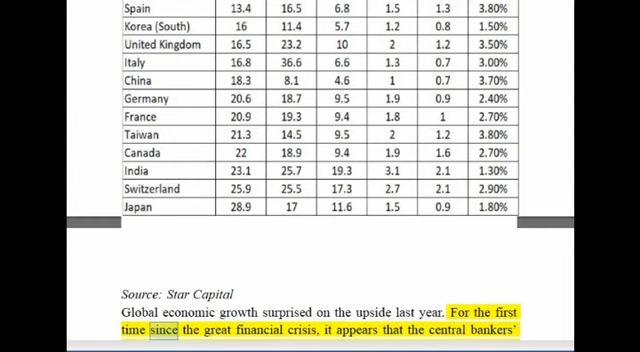 Spain 13.4 16.5 6.8 1.5 1.3 3.80%
Korea (South) 16 11.4 5.7 1.2 0.8 1.50%
United Kingdom 16.5 23.2 10 2 1.2 3.50%
Italy 16.8 36.6 6.6 1.3 0.7 3.00%
China 18.3 8.1 4.6 1 0.7 3.70%
Germany 20.6 18.7 9.5 1.9 0.9 2.40%
France 20.9 19.3 9.4 1.8 1 2.70%
Taiwan 21.3 14.5 9.5 2 1.2 3.80%
Canada 22 18.9 9.4 1.9 1.6 2.70%
India 23.1 25.7 19.3 3.1 2.1 1.30%
Switzerland 25.9 25.5 17.3 2.7 2.1 2.90%
Japan 28.9 17 11.6 1.5 0.9 1.80%
Source: Star Capital
Global economic growth surprised on the upside last year. For the first
time since the great financial crisis, it appears that the central bankers’